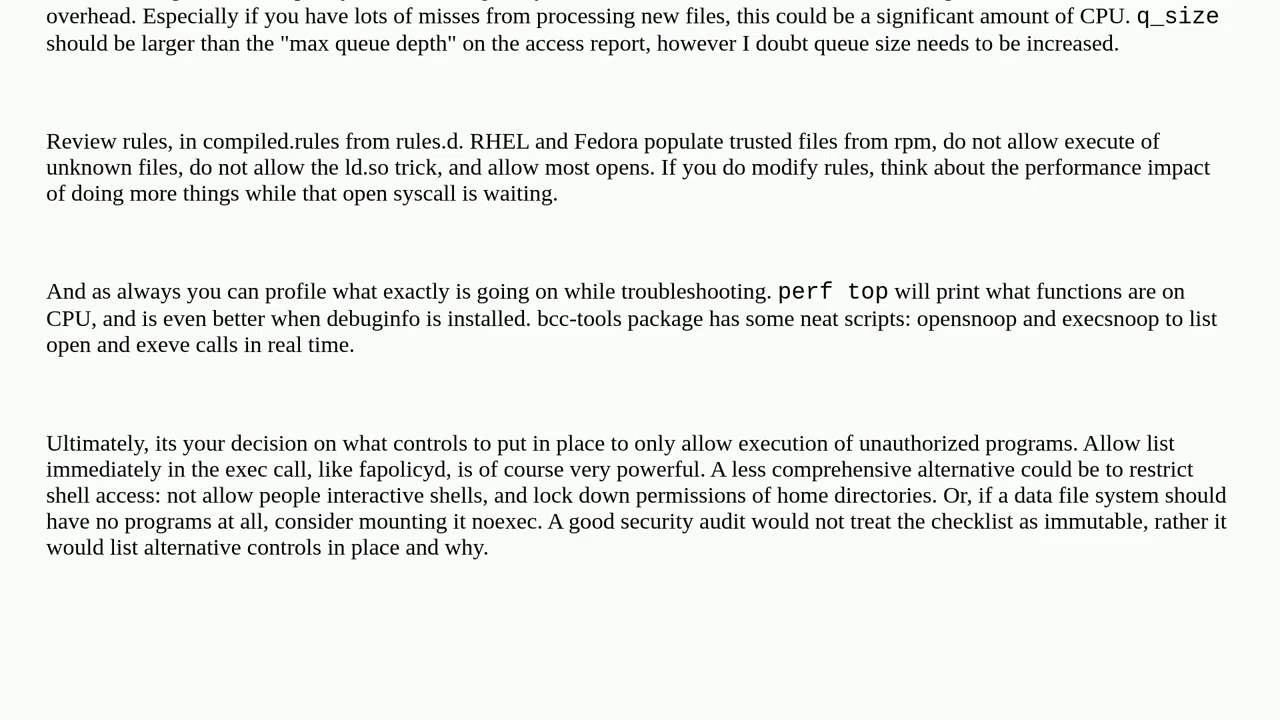 overhead. Especially if you have lots of misses from processing new files, this could be a significant amount of CPU. q_size
should be larger than the "max queue depth" on the access report, however I doubt queue size needs to be increased.
Review rules, in compiled.rules from rules.d. RHEL and Fedora populate trusted files from rpm, do not allow execute of
unknown files, do not allow the ld.so trick, and allow most opens. If you do modify rules, think about the performance impact
of doing more things while that open syscall is waiting.
And as always you can profile what exactly is going on while troubleshooting. perf top will print what functions are on
CPU, and is even better when debuginfo is installed. bcc-tools package has some neat scripts: opensnoop and execsnoop to list
open and exeve calls in real time.
Ultimately, its your decision on what controls to put in place to only allow execution of unauthorized programs. Allow list
immediately in the exec call, like fapolicyd, is of course very powerful. A less comprehensive alternative could be to restrict
shell access: not allow people interactive shells, and lock down permissions of home directories. Or, if a data file system should
have no programs at all, consider mounting it noexec. A good security audit would not treat the checklist as immutable, rather it
would list alternative controls in place and why.